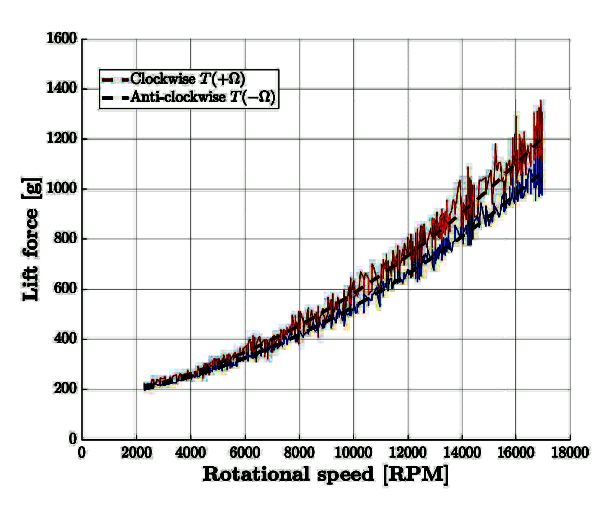 1600
1400
1200
1000
800
600
400
200
0
Lift force [g]
Clockwise T(+Ω)
Anti-clockwise T(−Ω)
0 2000 4000 6000 8000 10000 12000 14000 16000 18000
Rotational speed [RPM]